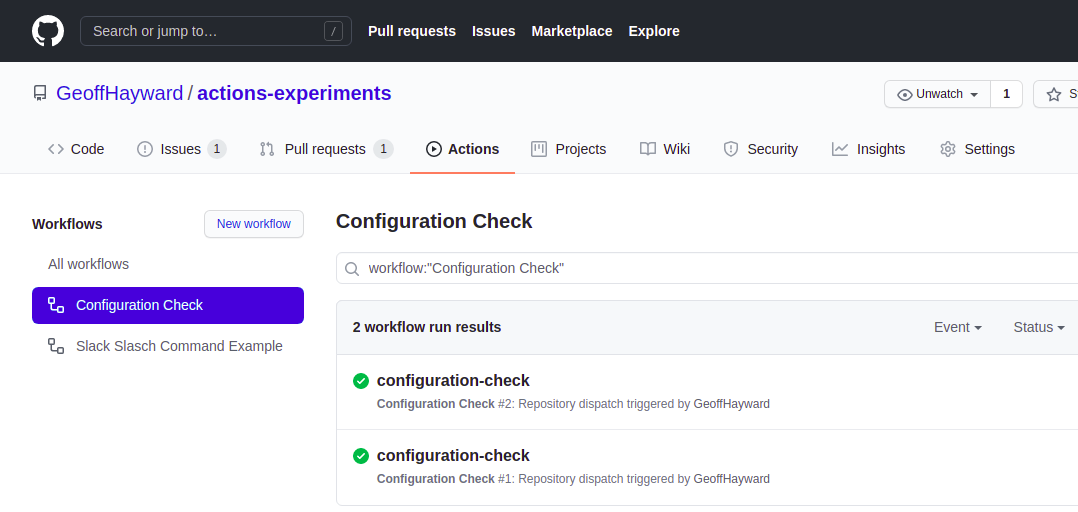 Search or jump to… / Pull requests Issues Marketplace Explore
GeoffHayward / actions-experiments Unwatch 1 S
Code Issues 1 Pull requests 1 Actions Projects Wiki Security Insights Settings
Workflows New workflow
All workflows
Configuration Check
Slack Slasch Command Example
Configuration Check
workflow:"Configuration Check"
2 workflow run results Event Status
configuration-check
Configuration Check #2: Repository dispatch triggered by GeoffHayward
configuration-check
Configuration Check #1: Repository dispatch triggered by GeoffHayward